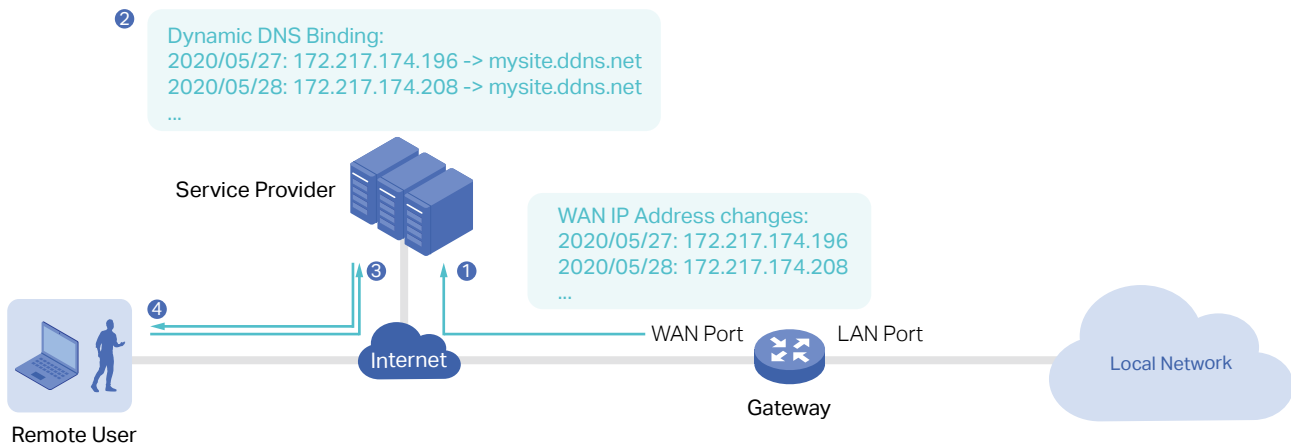 2
Dynamic DNS Binding:
2020/05/27: 172.217.174.196 -> mysite.ddns.net
2020/05/28: 172.217.174.208 -> mysite.ddns.net
...
Service Provider
WAN IP Address changes:
2020/05/27: 172.217.174.196
2020/05/28: 172.217.174.208
...
3
1
4
WAN Port
LAN Port
Internet
Local Network
Gateway
Remote User